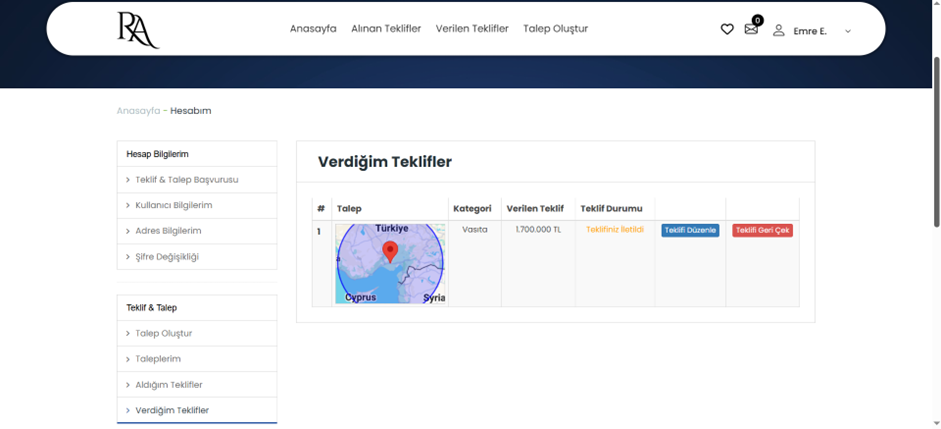 RA
Anasayfa Alınan Teklifler Verilen Teklifler Talep Oluştur
0
Emre E.
Anasayfa - Hesabım
Hesap Bilgilerim
> Teklif & Talep Başvurusu
> Kullanıcı Bilgilerim
> Adres Bilgilerim
> Şifre Değişikliği
Teklif & Talep
> Talep Oluştur
> Taleplerim
> Aldığım Teklifler
> Verdiğim Teklifler
Verdiğim Teklifler
# Talep Kategori Verilen Teklif Teklif Durumu
1 Vasıta 1.700.000 TL Teklifiniz İletildi Teklifi Düzenle Teklifi Geri Çek
Türkiye
a
Cyprus Syria